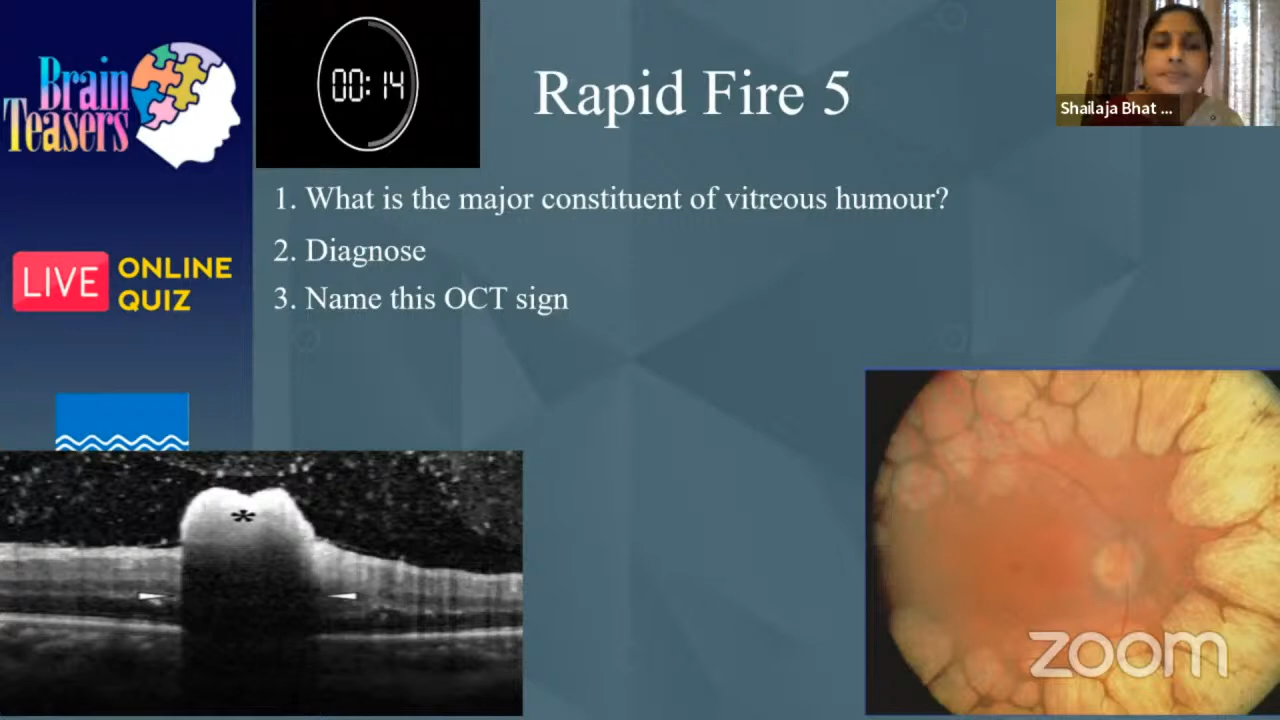 Brain
Teasers
00:14
Rapid Fire 5
Shailaja Bhat ...
1. What is the major constituent of vitreous humour?
2. Diagnose
3. Name this OCT sign
LIVE ONLINE
QUIZ
*
zoom